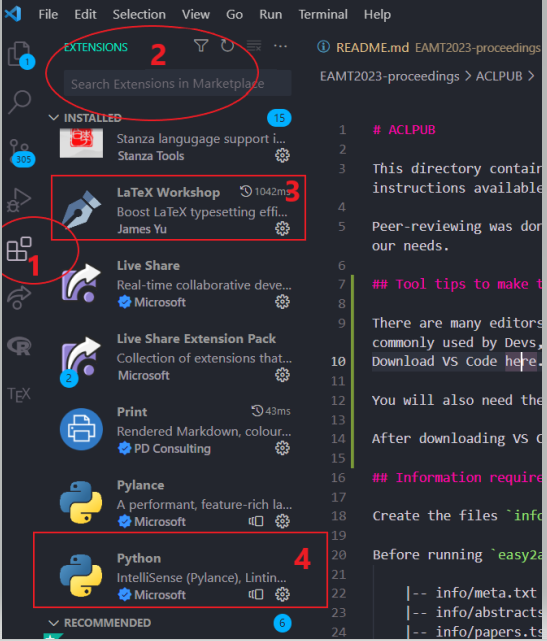 File Edit Selection View Go Run Terminal Help
EXTENSIONS
2
Search Extensions in Marketplace
INSTALLED 15
Stanza langugage support i...
Stanza Tools
LaTeX Workshop 1042ms
3
Boost LaTeX typesetting effi...
James Yu
Live Share
Real-time collaborative deve...
Microsoft
Live Share Extension Pack
Collection of extensions that...
Microsoft
2
Print 43ms
Rendered Markdown, colour...
PD Consulting
Pylance
A performant, feature-rich la...
Microsoft
Python
4
IntelliSense (Pylance), Lintin...
Microsoft
RECOMMENDED 6
1
305
1
R
TEX
README.md EAMT2023-proceedings
EAMT2023-proceedings > ACLPUB >
1 # ACLPUB
2
3 This directory contain
instructions available
4
5 Peer-reviewing was don
our needs.
6
7 ## Tool tips to make t
8
9 There are many editors
commonly used by Devs,
10 Download VS Code here.
11
12 You will also need the
13
14 After downloading VS C
15
16 ## Information require
17
18 Create the files `info
19
20 Before running `easy2a
21
22 |-- info/meta.txt
23 |-- info/abstracts
24 |-- info/papers.ts